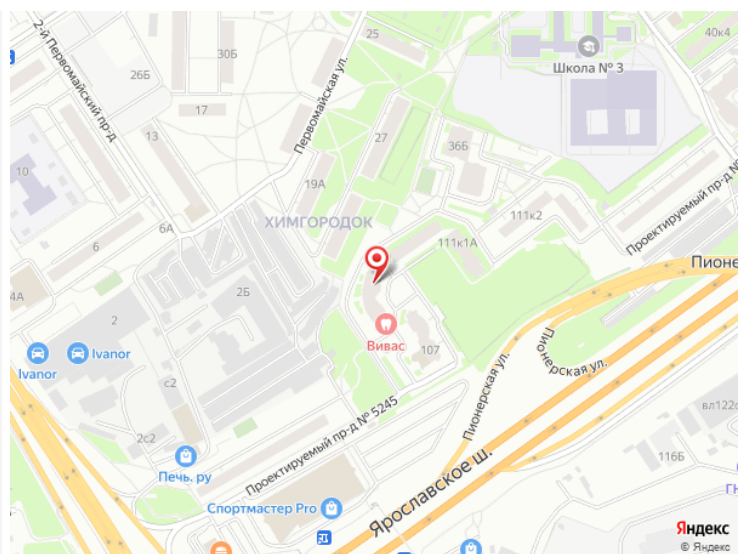 2-й Первомайский пр-д
26Б
30Б
25
40к4
Школа № 3
17
Первомайская ул.
13
27
36Б
10
19А
Проектируемый пр-д №
ХИМГОРОДОК
111к2
6А
6
111к1А
Пионе
4А
2Б
2
Ivanor
Ivanor
Вивас
107
Пионерская ул.
Пионерская ул.
с2
вл122с
2с2
Проектируемый пр-д № 5245
116Б
Печь. ру
Ярославское ш.
Спортмастер Pro
Яндекс
© Яндекс